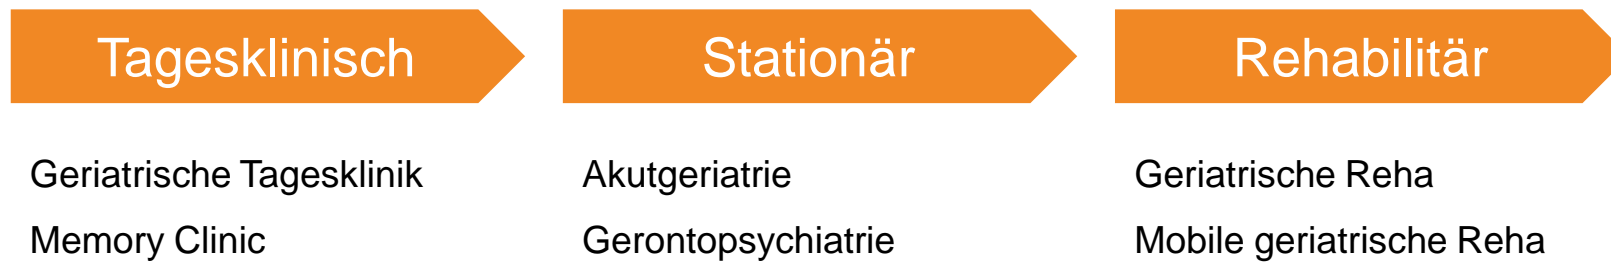 Tagesklinisch
Geriatrische Tagesklinik
Memory Clinic
Stationär
Akutgeriatrie
Gerontopsychiatrie
Rehabilitär
Geriatrische Reha
Mobile geriatrische Reha